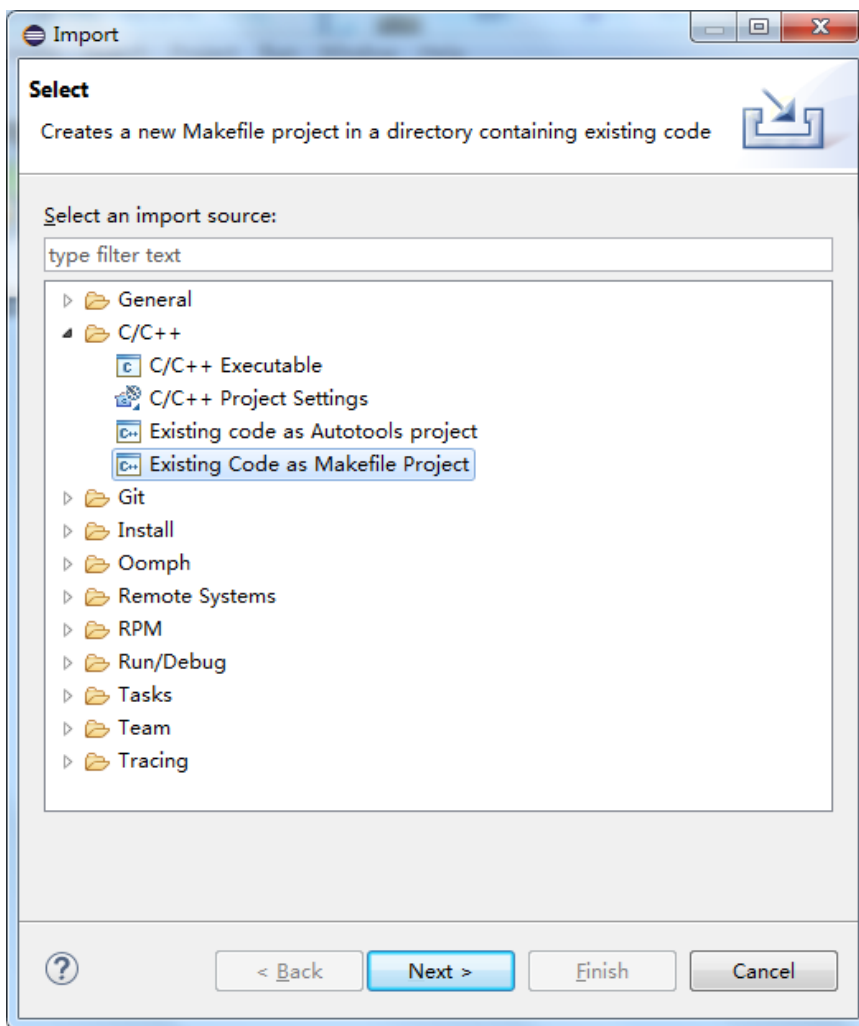 Import
Select
Creates a new Makefile project in a directory containing existing code
Select an import source:
type filter text
General
C/C++
C/C++ Executable
C/C++ Project Settings
Existing code as Autotools project
Existing Code as Makefile Project
Git
Install
Oomph
Remote Systems
RPM
Run/Debug
Tasks
Team
Tracing
< Back Next > Finish Cancel